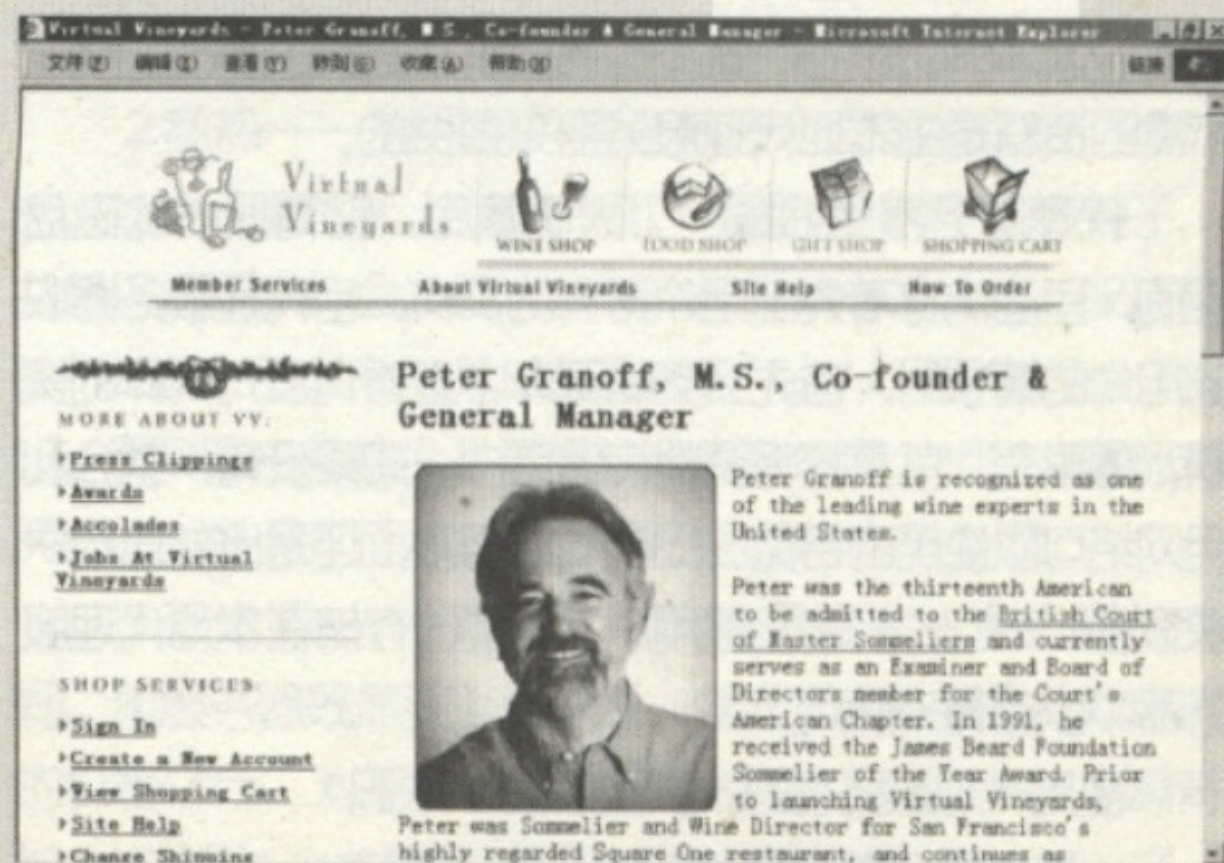 Virtual Vineyards - Peter Granoff, M.S., Co-founder & General Manager - Microsoft Internet Explorer
文件(F) 编辑(E) 查看(V) 转到(G) 收藏(A) 帮助(H) 链接
Virtual
Vineyards
WINE SHOP FOOD SHOP GIFT SHOP SHOPPING CART
Member Services About Virtual Vineyards Site Help How To Order
MORE ABOUT VV:
Press Clippings
Awards
Accolades
Jobs At Virtual
Vineyards
SHOP SERVICES:
Sign In
Create a New Account
View Shopping Cart
Site Help
Change Shipping
Peter Granoff, M.S., Co-founder &
General Manager
Peter Granoff is recognized as one
of the leading wine experts in the
United States.
Peter was the thirteenth American
to be admitted to the British Court
of Master Sommeliers and currently
serves as an Examiner and Board of
Directors member for the Court's
American Chapter. In 1991, he
received the James Beard Foundation
Sommelier of the Year Award. Prior
to launching Virtual Vineyards,
Peter was Sommelier and Wine Director for San Francisco's
highly regarded Square One restaurant, and continues as